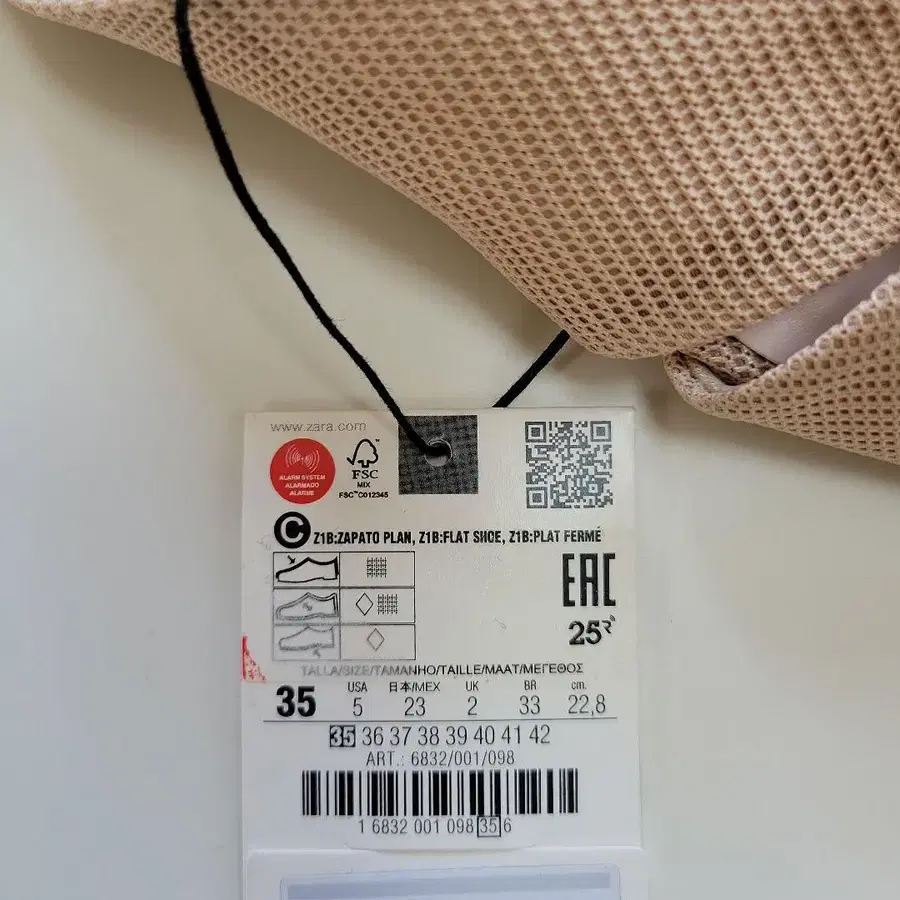 www.zara.com
ALARM SYSTEM
ALARMADO
ALARME
FSC
MIX
FSC™ C012345
C Z1B:ZAPATO PLAN, Z1B:FLAT SHOE, Z1B:PLAT FERMÉ
EAC
25
TALLA/SIZE/TAMANHO/TAILLE/MAAT/ΜΕΓΕΘΟΣ
USA 日本/MEX UK BR cm.
35 5 23 2 33 22,8
35 36 37 38 39 40 41 42
ART.: 6832/001/098
1 6832 001 098 35 6